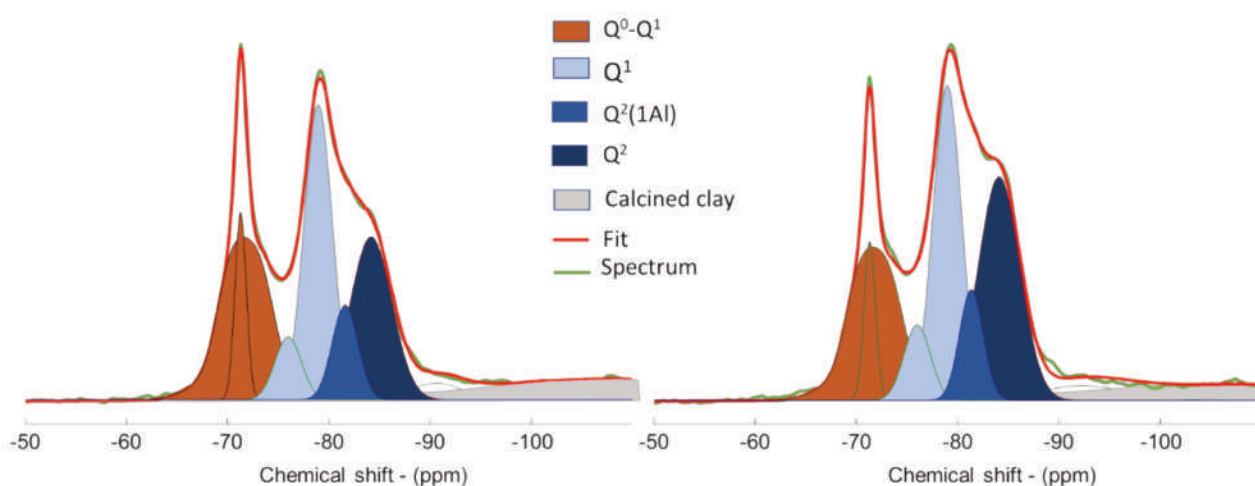 Q⁰-Q¹
Q¹
Q²(1Al)
Q²
Calcined clay
Fit
Spectrum
-50 -60 -70 -80 -90 -100
Chemical shift - (ppm)
-50 -60 -70 -80 -90 -100
Chemical shift - (ppm)